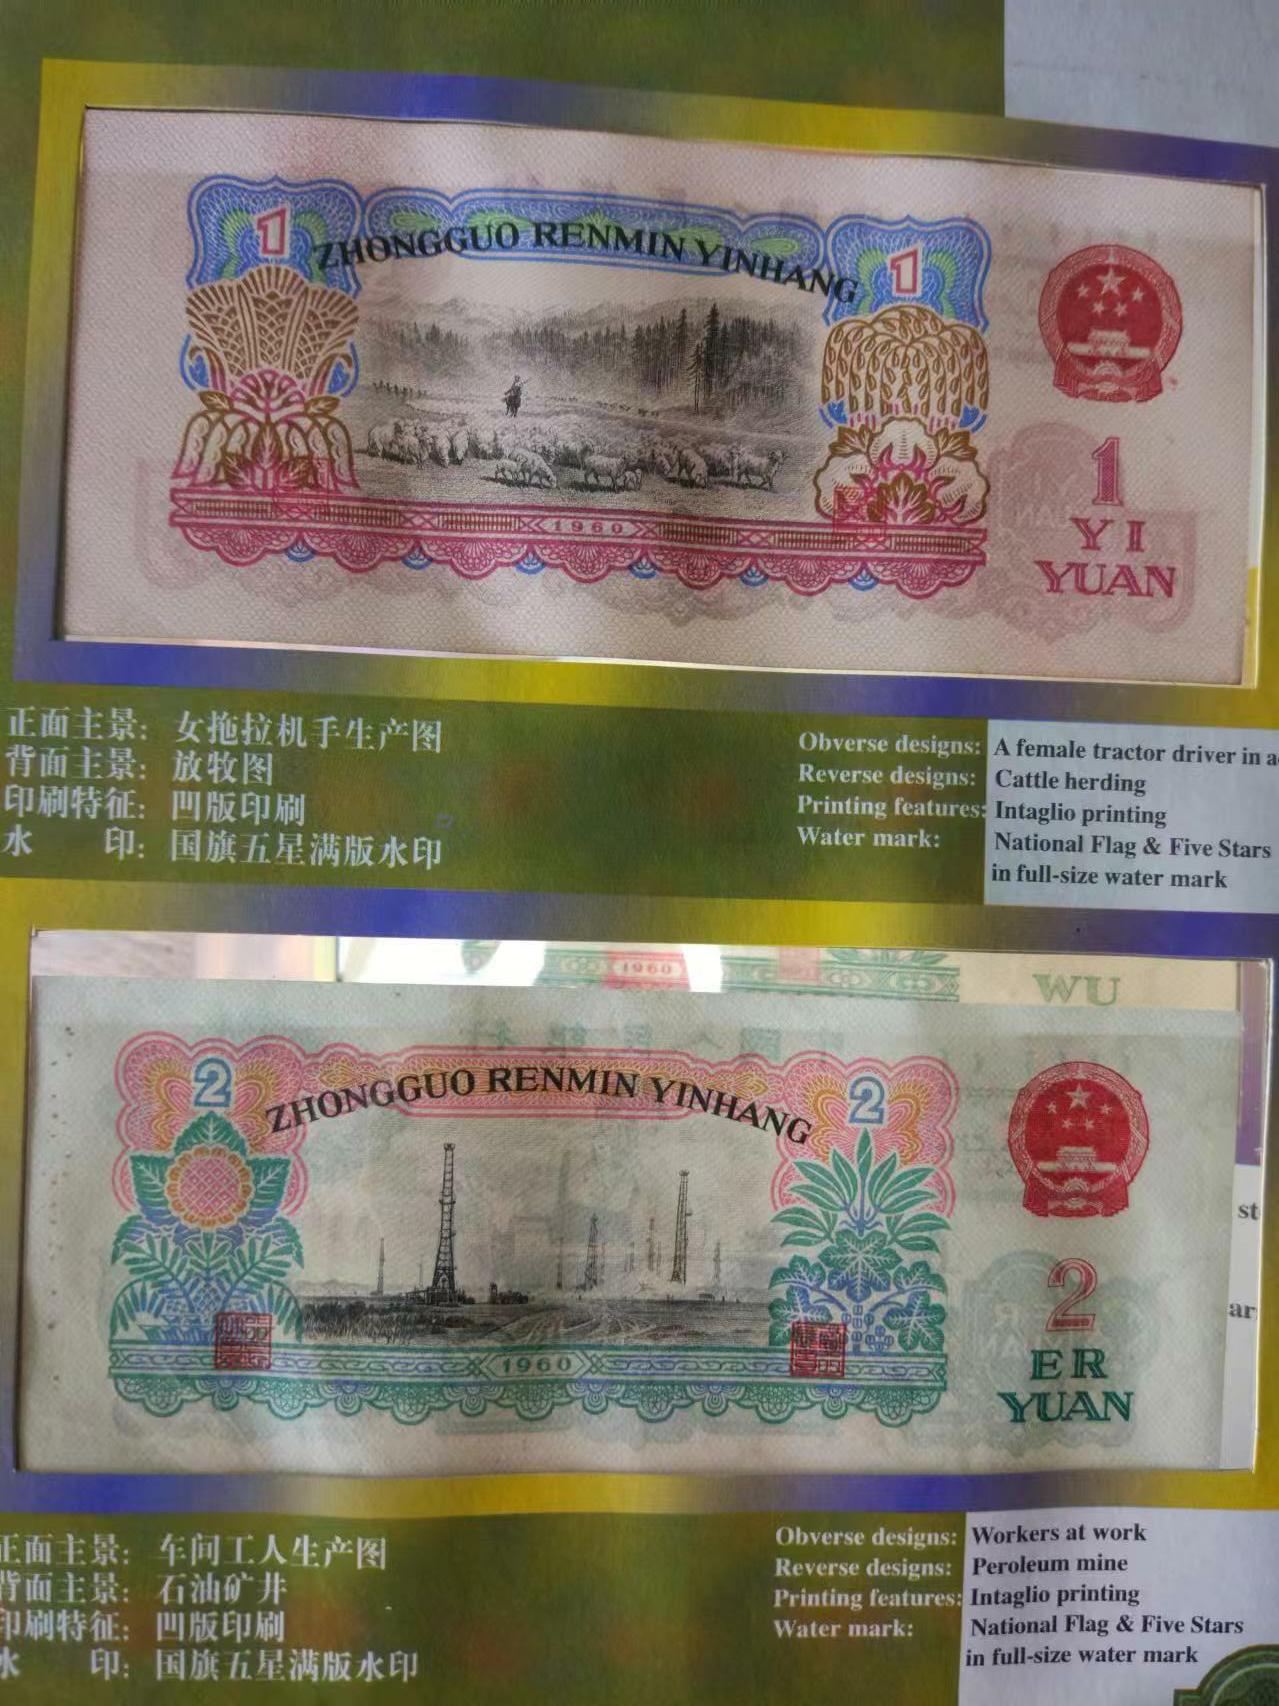 1
ZHONGGUO RENMIN YINHANG
1
1960
1
YI
YUAN
正面主景: 女拖拉机手生产图
背面主景: 放牧图
印刷特征: 凹版印刷
水 印: 国旗五星满版水印
Obverse designs: A female tractor driver in
Reverse designs: Cattle herding
Printing features: Intaglio printing
Water mark: National Flag & Five Stars
in full-size water mark
1960
WU
2
ZHONGGUO RENMIN YINHANG
2
st
ar
1960
2
ER
YUAN
正面主景: 车间工人生产图
背面主景: 石油矿井
印刷特征: 凹版印刷
水 印: 国旗五星满版水印
Obverse designs: Workers at work
Reverse designs: Peroleum mine
Printing features: Intaglio printing
Water mark: National Flag & Five Stars
in full-size water mark